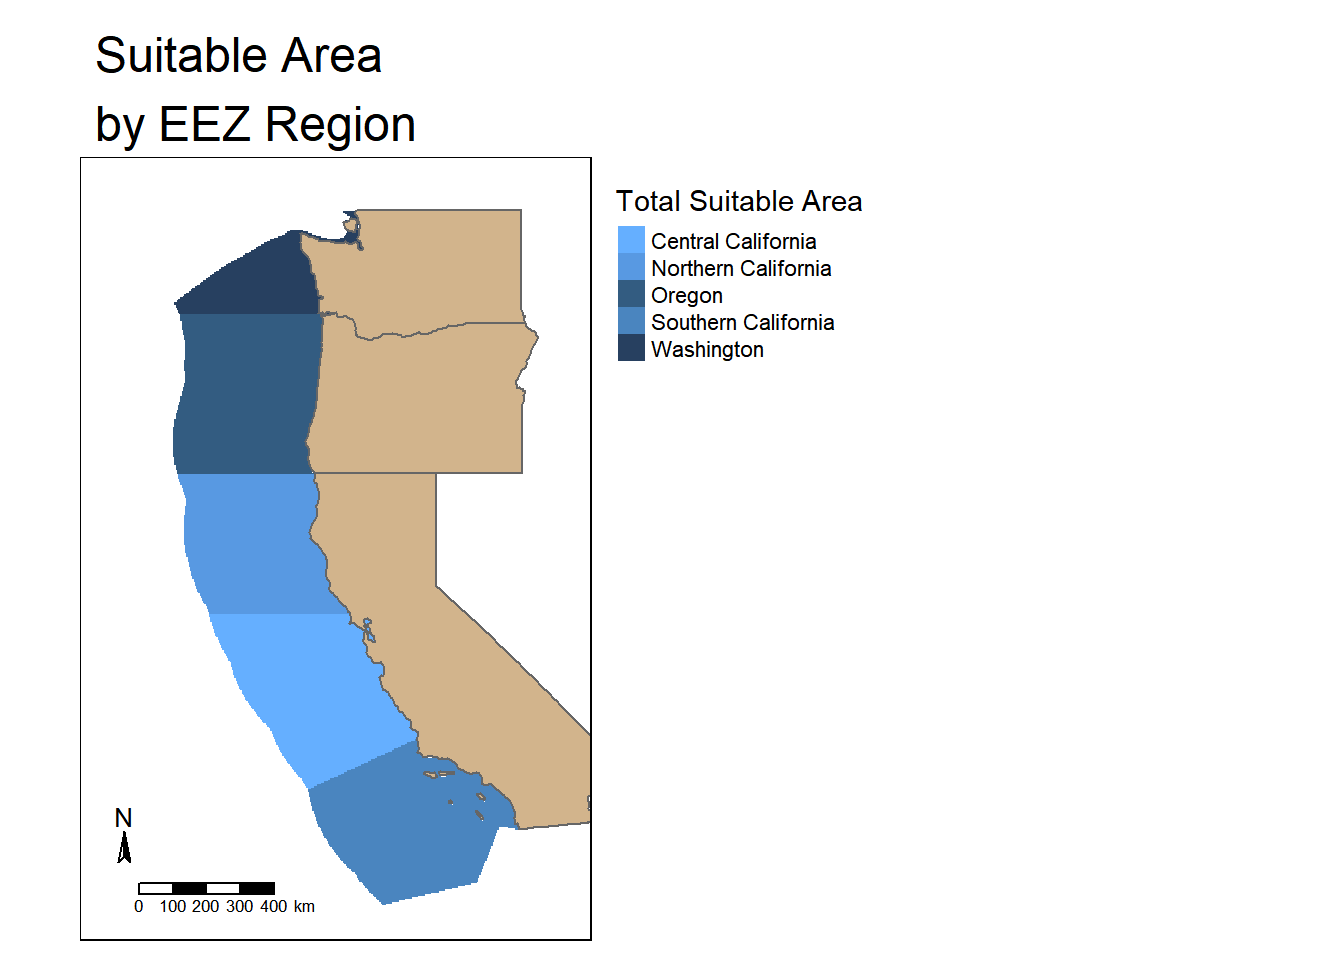 Suitable Area
by EEZ Region
Total Suitable Area
Central California
Northern California
Oregon
Southern California
Washington
N
0 100 200 300 400 km